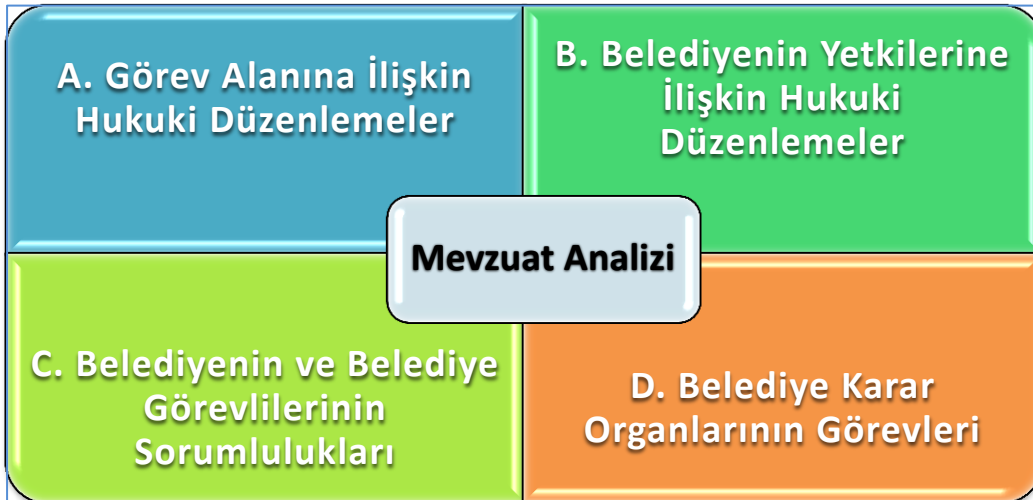 A. Görev Alanına İlişkin
Hukuki Düzenlemeler
B. Belediyenin Yetkilerine
İlişkin Hukuki
Düzenlemeler
Mevzuat Analizi
C. Belediyenin ve Belediye
Görevlilerinin
Sorumlulukları
D. Belediye Karar
Organlarının Görevleri